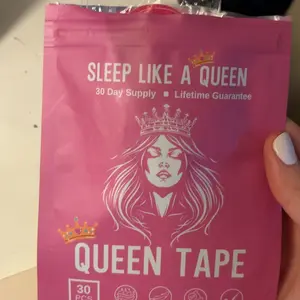 SLEEP LIKE A QUEEN
30 Day Supply ■ Lifetime Guarantee
QUEEN TAPE
30
PCS